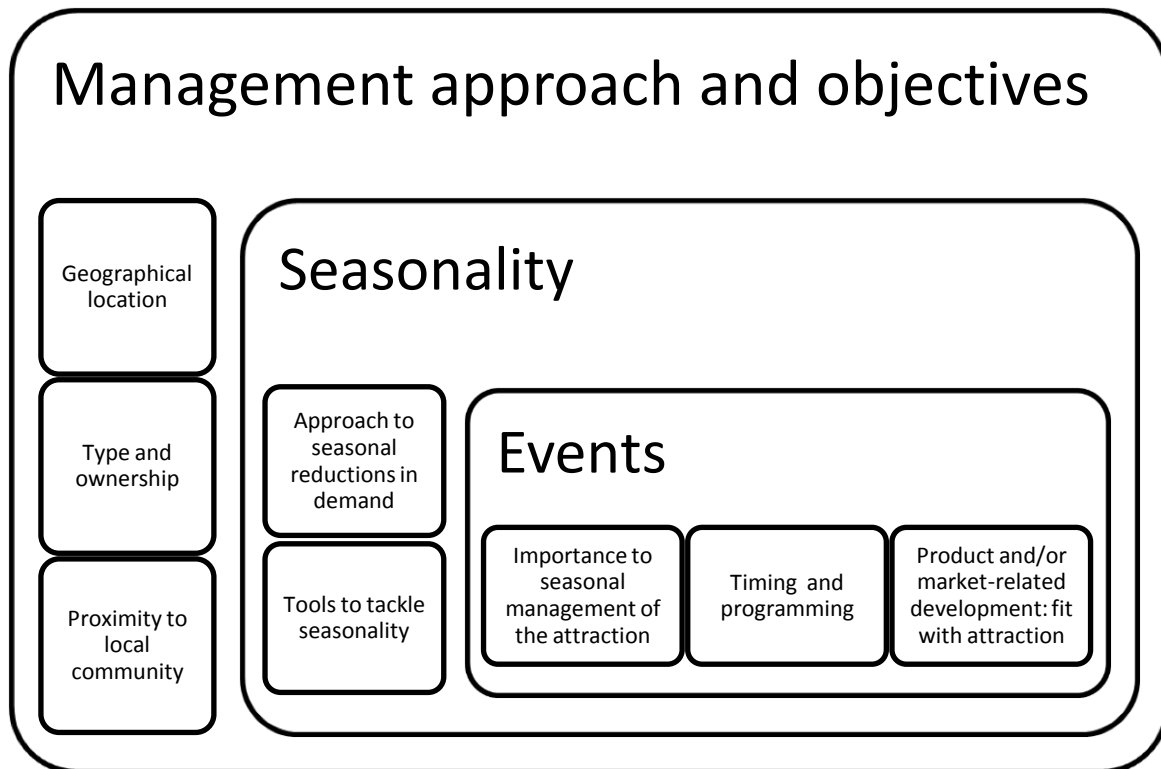 Management approach and objectives
Geographical
location
Type and
ownership
Proximity to
local
community
Seasonality
Approach to
seasonal
reductions in
demand
Tools to tackle
seasonality
Events
Importance to
seasonal
management of
the attraction
Timing and
programming
Product and/or
market-related
development: fit
with attraction